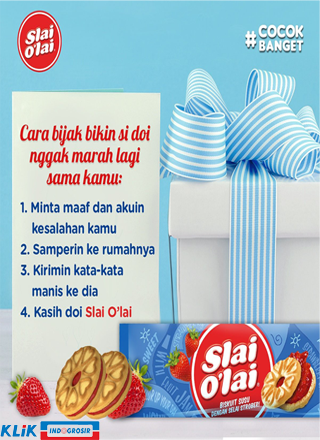 Slai
O'lai
#COCOK
BANGET
Cara bijak bikin si doi
nggak marah lagi
sama kamu:
1. Minta maaf dan akuin
kesalahan kamu
2. Samperin ke rumahnya
3. Kirimin kata-kata
manis ke dia
4. Kasih doi Slai O'lai
Slai
O'lai
BISKUIT SUSU
DENGAN SELAI STROBERI
KLiK INDOGROSIR